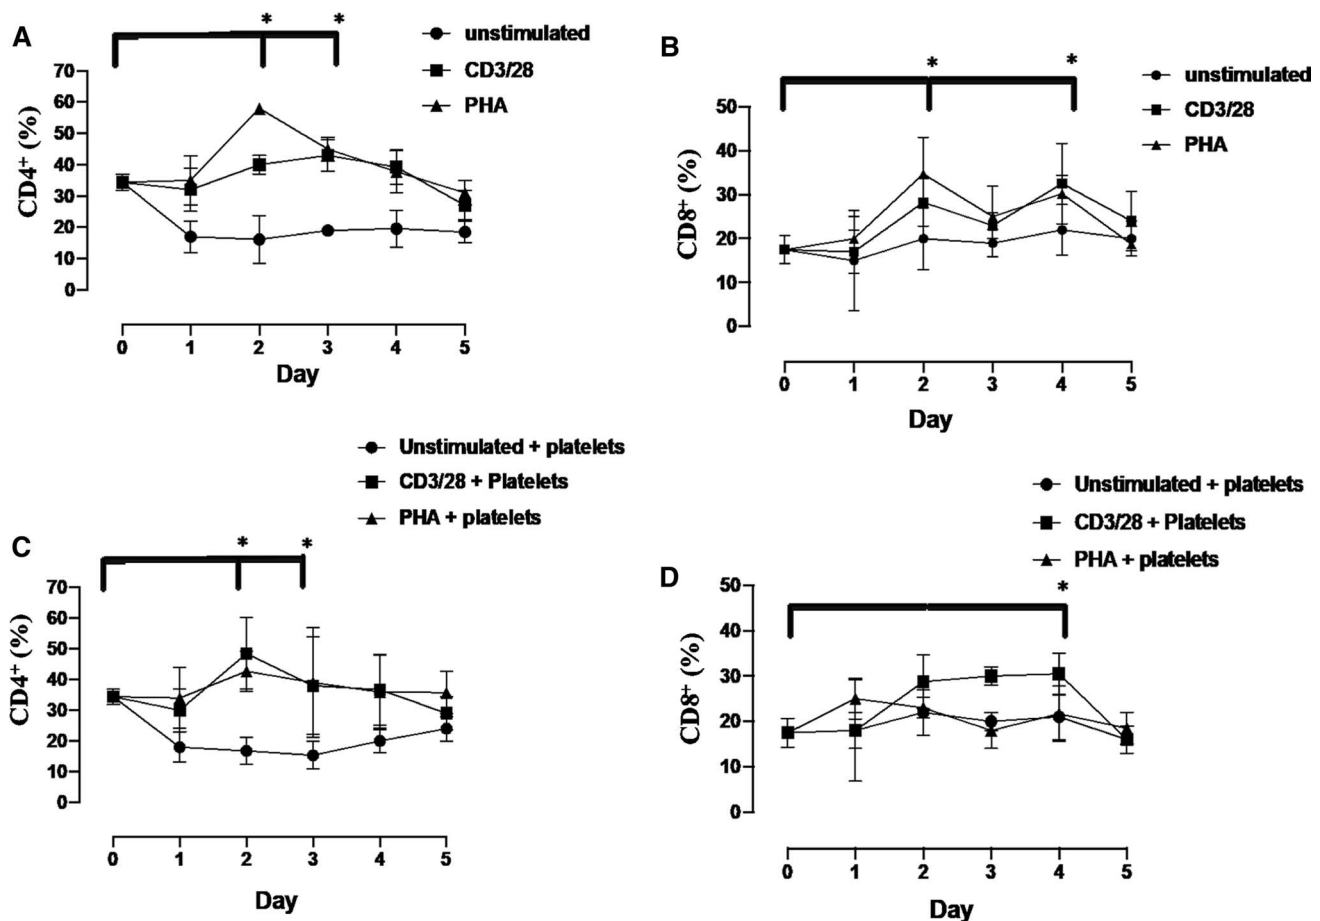 A
* *
unstimulated
CD3/28
PHA
CD4⁺ (%)
70
60
50
40
30
20
10
0
0 1 2 3 4 5
Day
B
* *
unstimulated
CD3/28
PHA
CD8⁺ (%)
50
40
30
20
10
0
0 1 2 3 4 5
Day
C
Unstimulated + platelets
CD3/28 + Platelets
PHA + platelets
* *
CD4⁺ (%)
70
60
50
40
30
20
10
0
0 1 2 3 4 5
Day
D
Unstimulated + platelets
CD3/28 + Platelets
PHA + platelets
*
CD8⁺ (%)
50
40
30
20
10
0
0 1 2 3 4 5
Day